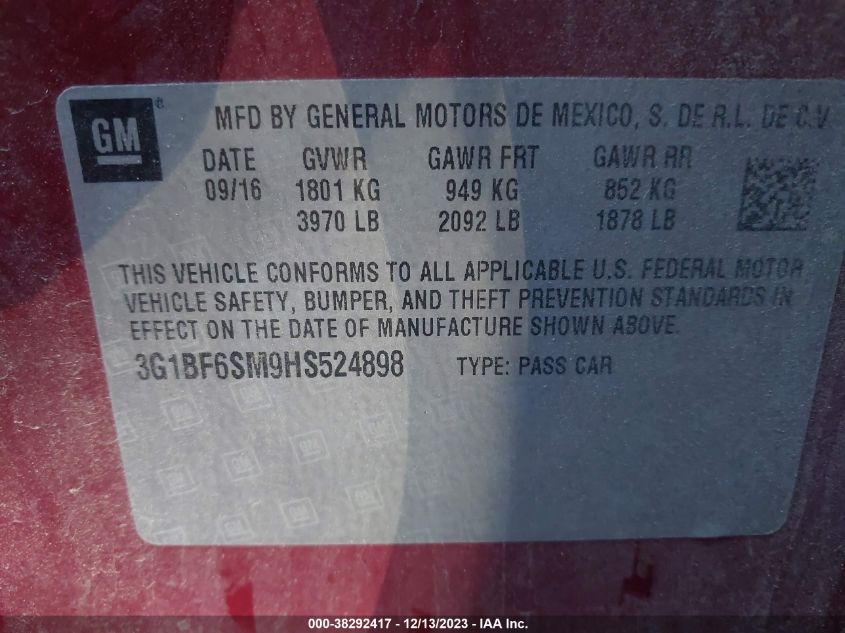 GM®
MFD BY GENERAL MOTORS DE MEXICO, S. DE R.L. DE C.V
DATE GVWR GAWR FRT GAWR RR
09/16 1801 KG 949 KG 852 KG
3970 LB 2092 LB 1878 LB
THIS VEHICLE CONFORMS TO ALL APPLICABLE U.S. FEDERAL MOTOR
VEHICLE SAFETY, BUMPER, AND THEFT PREVENTION STANDARDS IN
EFFECT ON THE DATE OF MANUFACTURE SHOWN ABOVE.
3G1BF6SM9HS524898 TYPE: PASS CAR
000-38292417 - 12/13/2023 - IAA Inc.